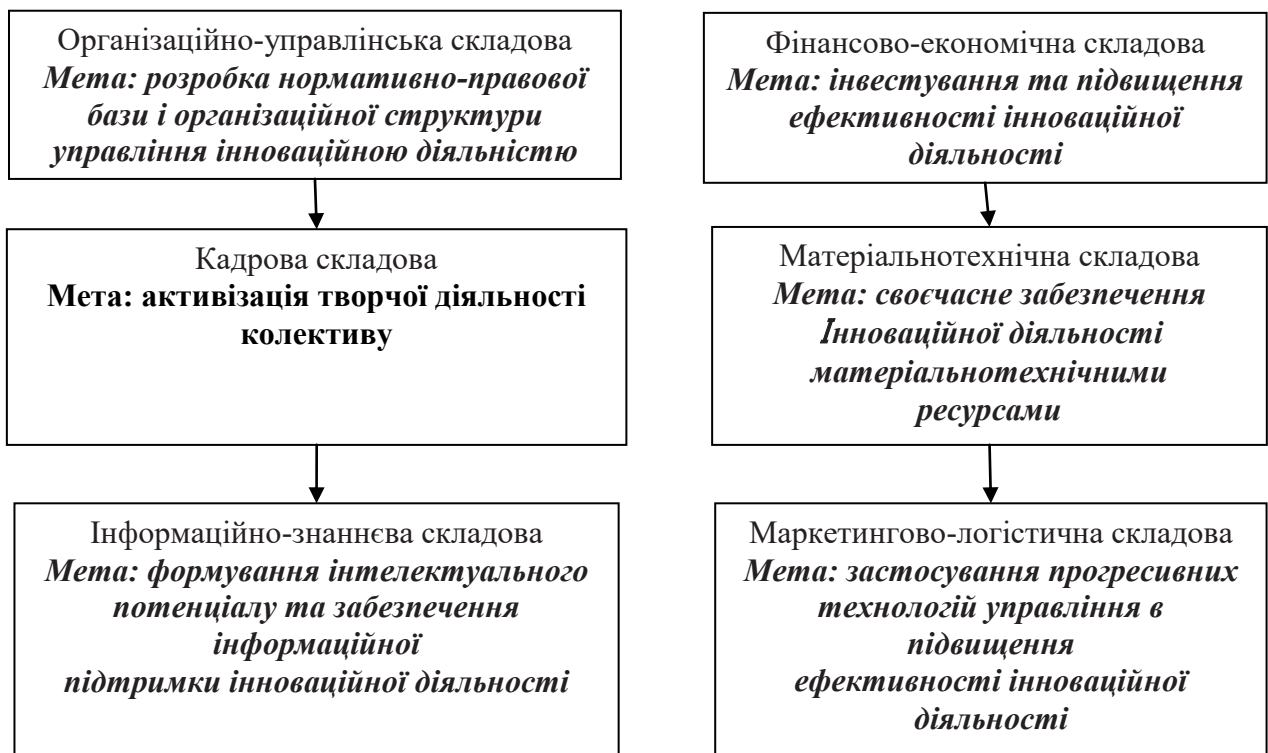 Організаційно-управлінська складова
Мета: розробка нормативно-правової
бази і організаційної структури
управління інноваційною діяльністю
Фінансово-економічна складова
Мета: інвестування та підвищення
ефективності інноваційної
діяльності
Кадрова складова
Мета: активізація творчої діяльності
колективу
Матеріальнотехнічна складова
Мета: своєчасне забезпечення
Інноваційної діяльності
матеріальнотехнічними
ресурсами
Інформаційно-знаннєва складова
Мета: формування інтелектуального
потенціалу та забезпечення
інформаційної
підтримки інноваційної діяльності
Маркетингово-логістична складова
Мета: застосування прогресивних
технологій управління в
підвищення
ефективності інноваційної
діяльності